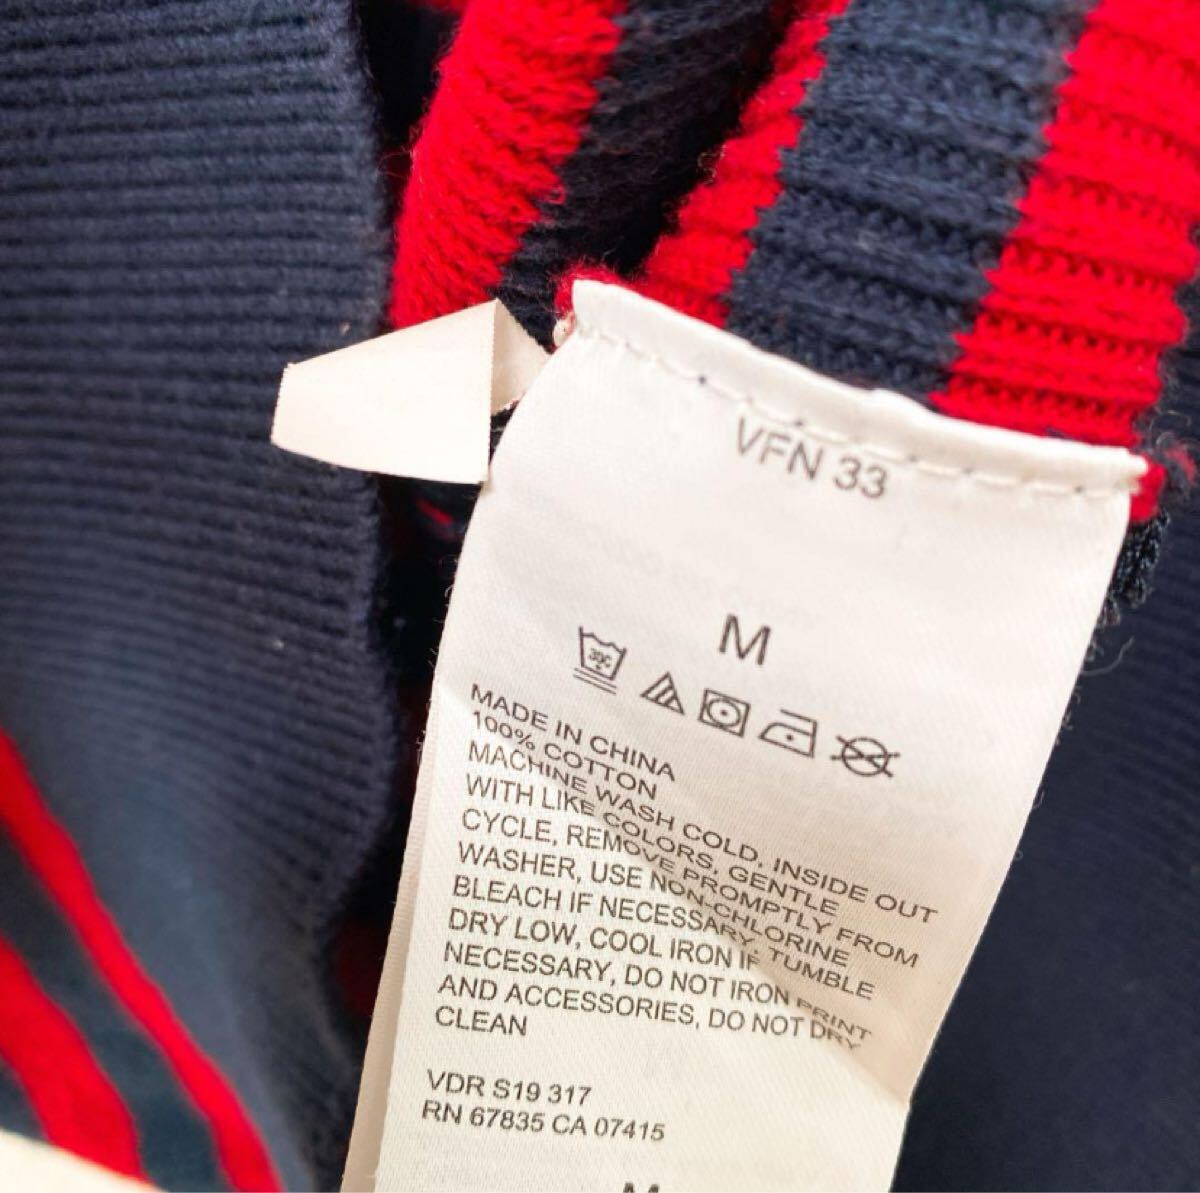 VFN 33
M
30C
MADE IN CHINA
100% COTTON
MACHINE WASH COLD, INSIDE OUT
WITH LIKE COLORS, GENTLE
CYCLE, REMOVE PROMPTLY FROM
WASHER, USE NON-CHLORINE
BLEACH IF NECESSARY, TUMBLE
DRY LOW, COOL IRON IF
NECESSARY, DO NOT IRON PRINT
AND ACCESSORIES, DO NOT DRY
CLEAN
VDR S19 317
RN 67835 CA 07415
M